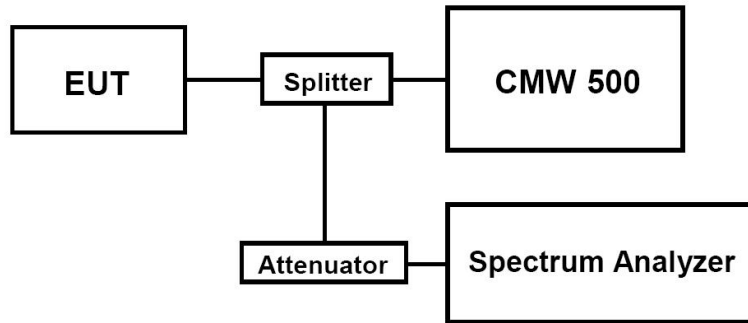 EUT
Splitter
CMW 500
Attenuator
Spectrum Analyzer